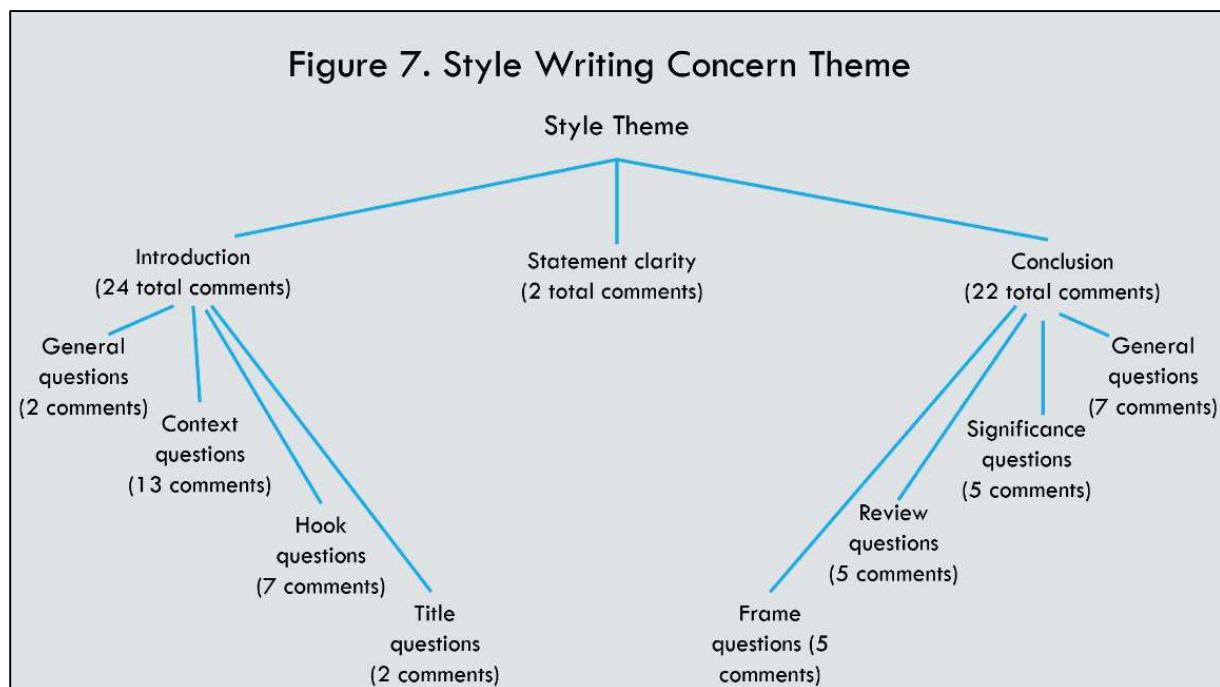 Figure 7. Style Writing Concern Theme
Style Theme
Introduction
(24 total comments)
Statement clarity
(2 total comments)
Conclusion
(22 total comments)
General
questions
(2 comments)
Context
questions
(13 comments)
Hook
questions
(7 comments)
Title
questions
(2 comments)
Frame
questions (5
comments)
Review
questions
(5 comments)
Significance
questions
(5 comments)
General
questions
(7 comments)